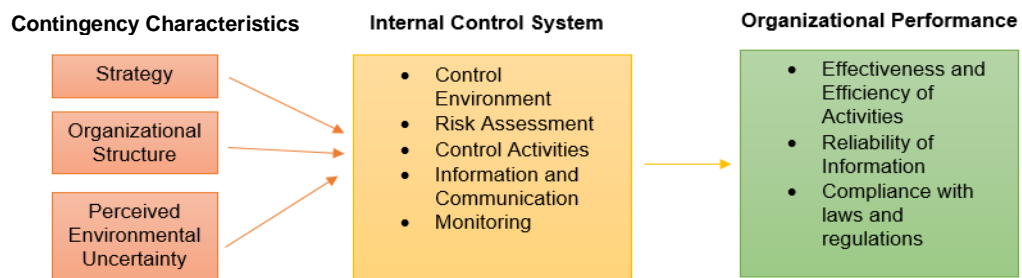 Contingency Characteristics
Strategy
Organizational
Structure
Perceived
Environmental
Uncertainty
Internal Control System
• Control
Environment
• Risk Assessment
• Control Activities
• Information and
Communication
• Monitoring
Organizational Performance
• Effectiveness and
Efficiency of
Activities
• Reliability of
Information
• Compliance with
laws and
regulations